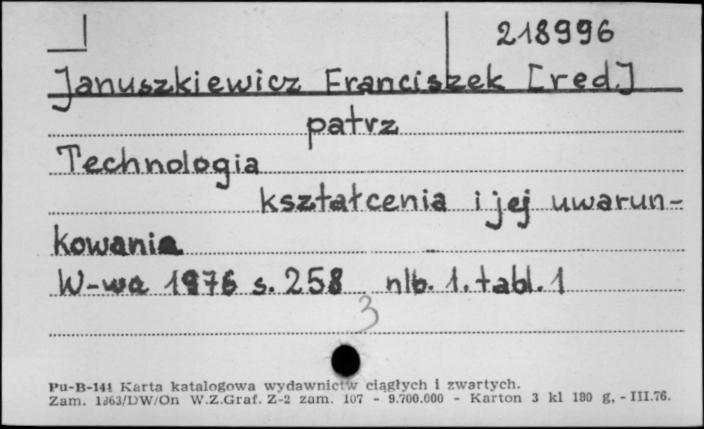 218996
Januszkiewicz Franciszek [red.]
patrz
Technologia
kształcenia i jej uwarun-
kowania
W-wa 1976 s. 258 nlb. 1. tabl. 1
3
Pu-B-141 Karta katalogowa wydawnictw ciągłych i zwartych.
Zam. 1363/DW/On W.Z.Graf. Z-2 zam. 107 - 9.700.000 - Karton 3 kl 180 g. - III.76.